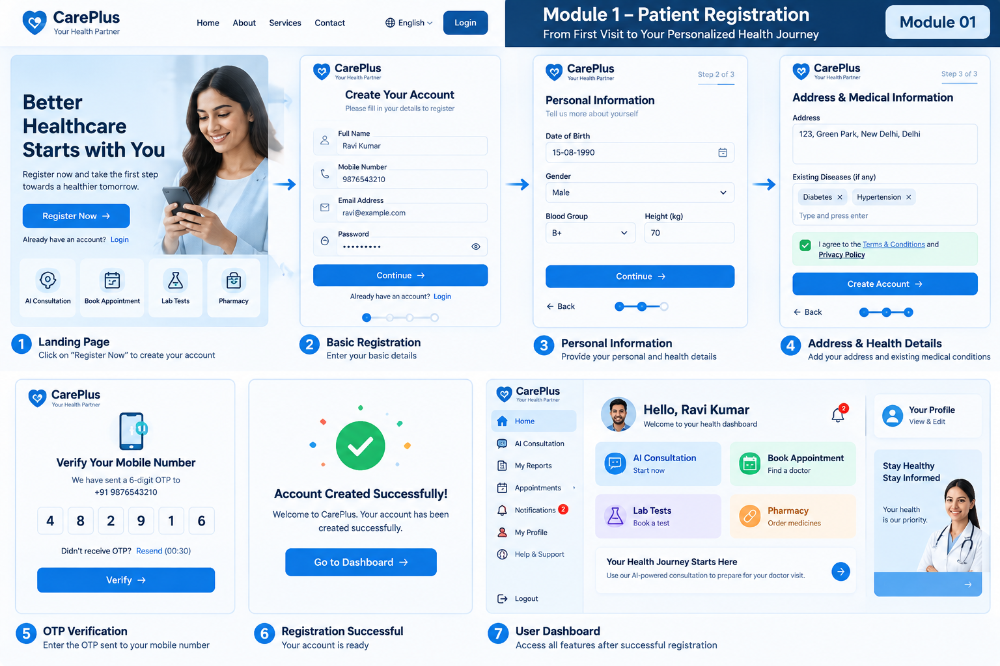 CarePlus
Your Health Partner
Home
About
Services
Contact
English
Login
Module 1 – Patient Registration
From First Visit to Your Personalized Health Journey
Module 01
Better
Healthcare
Starts with You
Register now and take the first step
towards a healthier tomorrow.
Register Now →
Already have an account? Login
AI Consultation
Book Appointment
Lab Tests
Pharmacy
1 Landing Page
Click on “Register Now” to create your account
CarePlus
Your Health Partner
Create Your Account
Please fill in your details to register
Full Name
Ravi Kumar
Mobile Number
9876543210
Email Address
ravi@example.com
Password
•••••••••
Continue →
Already have an account? Login
2 Basic Registration
Enter your basic details
CarePlus
Your Health Partner
Step 2 of 3
Personal Information
Tell us more about yourself
Date of Birth
15-08-1990
Gender
Male
Blood Group
Height (kg)
B+
70
Continue →
← Back
3 Personal Information
Provide your personal and health details
CarePlus
Your Health Partner
Step 3 of 3
Address & Medical Information
Address
123, Green Park, New Delhi, Delhi
Existing Diseases (if any)
Diabetes ×
Hypertension ×
Type and press enter
I agree to the Terms & Conditions and
Privacy Policy
Create Account →
← Back
4 Address & Health Details
Add your address and existing medical conditions
CarePlus
Your Health Partner
Verify Your Mobile Number
We have sent a 6-digit OTP to
+91 9876543210
4 8 2 9 1 6
Didn't receive OTP? Resend (00:30)
Verify →
5 OTP Verification
Enter the OTP sent to your mobile number
Account Created Successfully!
Welcome to CarePlus. Your account has been
created successfully.
Go to Dashboard →
6 Registration Successful
Your account is ready
CarePlus
Your Health Partner
Home
AI Consultation
My Reports
Appointments
Notifications 2
My Profile
Help & Support
Logout
Hello, Ravi Kumar
Welcome to your health dashboard
2
AI Consultation
Start now
Book Appointment
Find a doctor
Lab Tests
Book a test
Pharmacy
Order medicines
Your Health Journey Starts Here
Use our AI-powered consultation to prepare for your doctor visit.
Your Profile
View & Edit
Stay Healthy
Stay Informed
Your health
is our priority.
7 User Dashboard
Access all features after successful registration